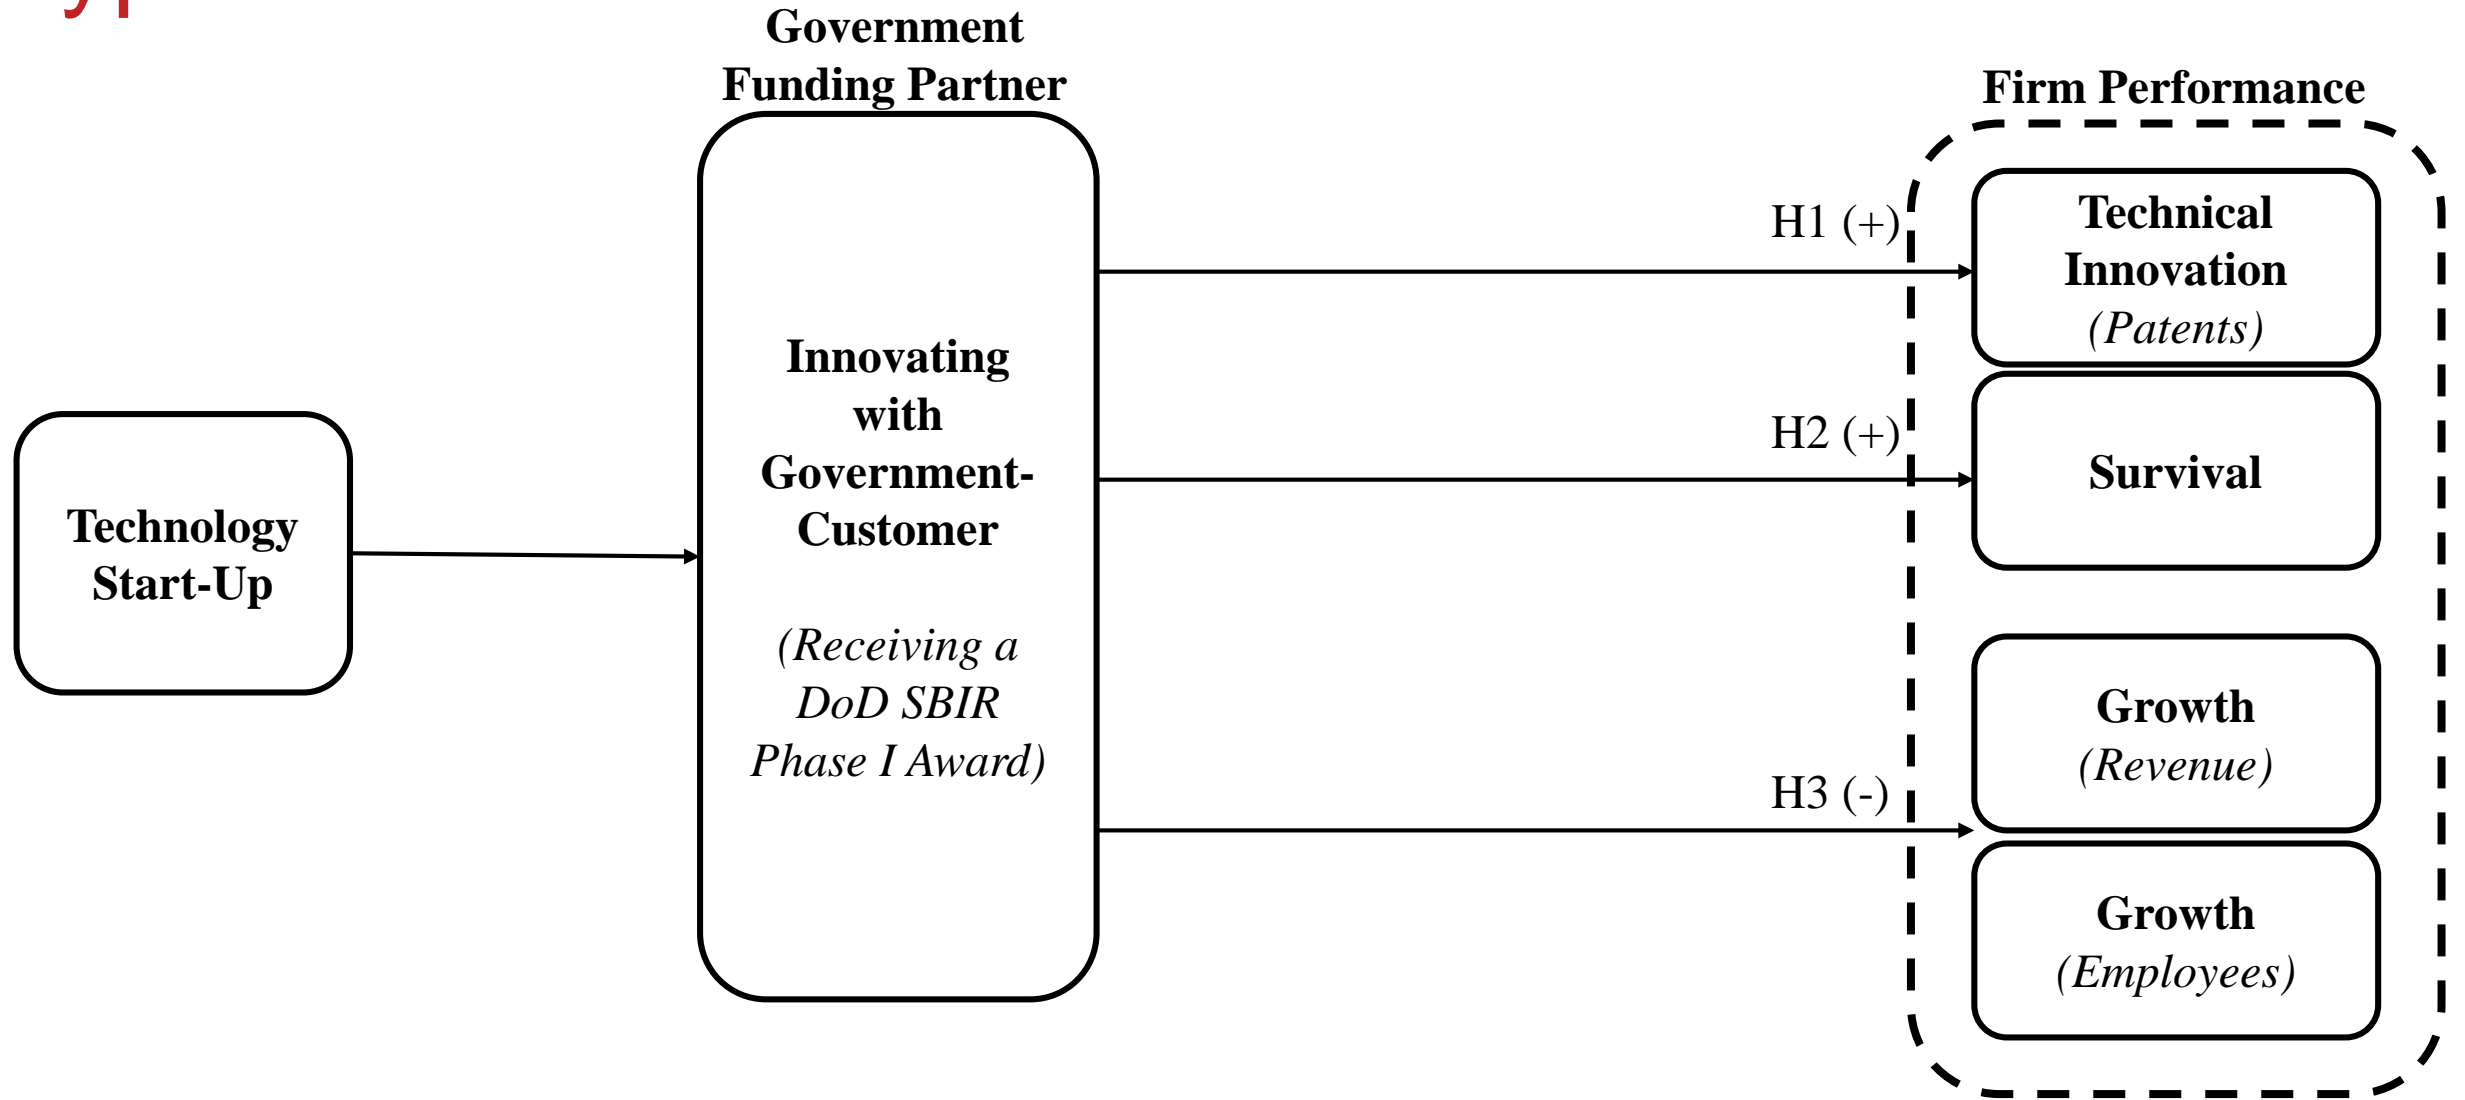 Government
Funding Partner
Firm Performance
Technology
Start-Up
Innovating
with
Government-
Customer
(Receiving a
DoD SBIR
Phase I Award)
H1 (+)
H2 (+)
H3 (-)
Technical
Innovation
(Patents)
Survival
Growth
(Revenue)
Growth
(Employees)